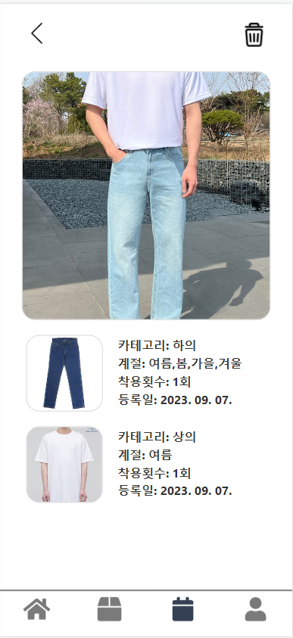 카테고리: 하의
계절: 여름,봄,가을,겨울
착용횟수: 1회
등록일: 2023. 09. 07.
카테고리: 상의
계절: 여름
착용횟수: 1회
등록일: 2023. 09. 07.